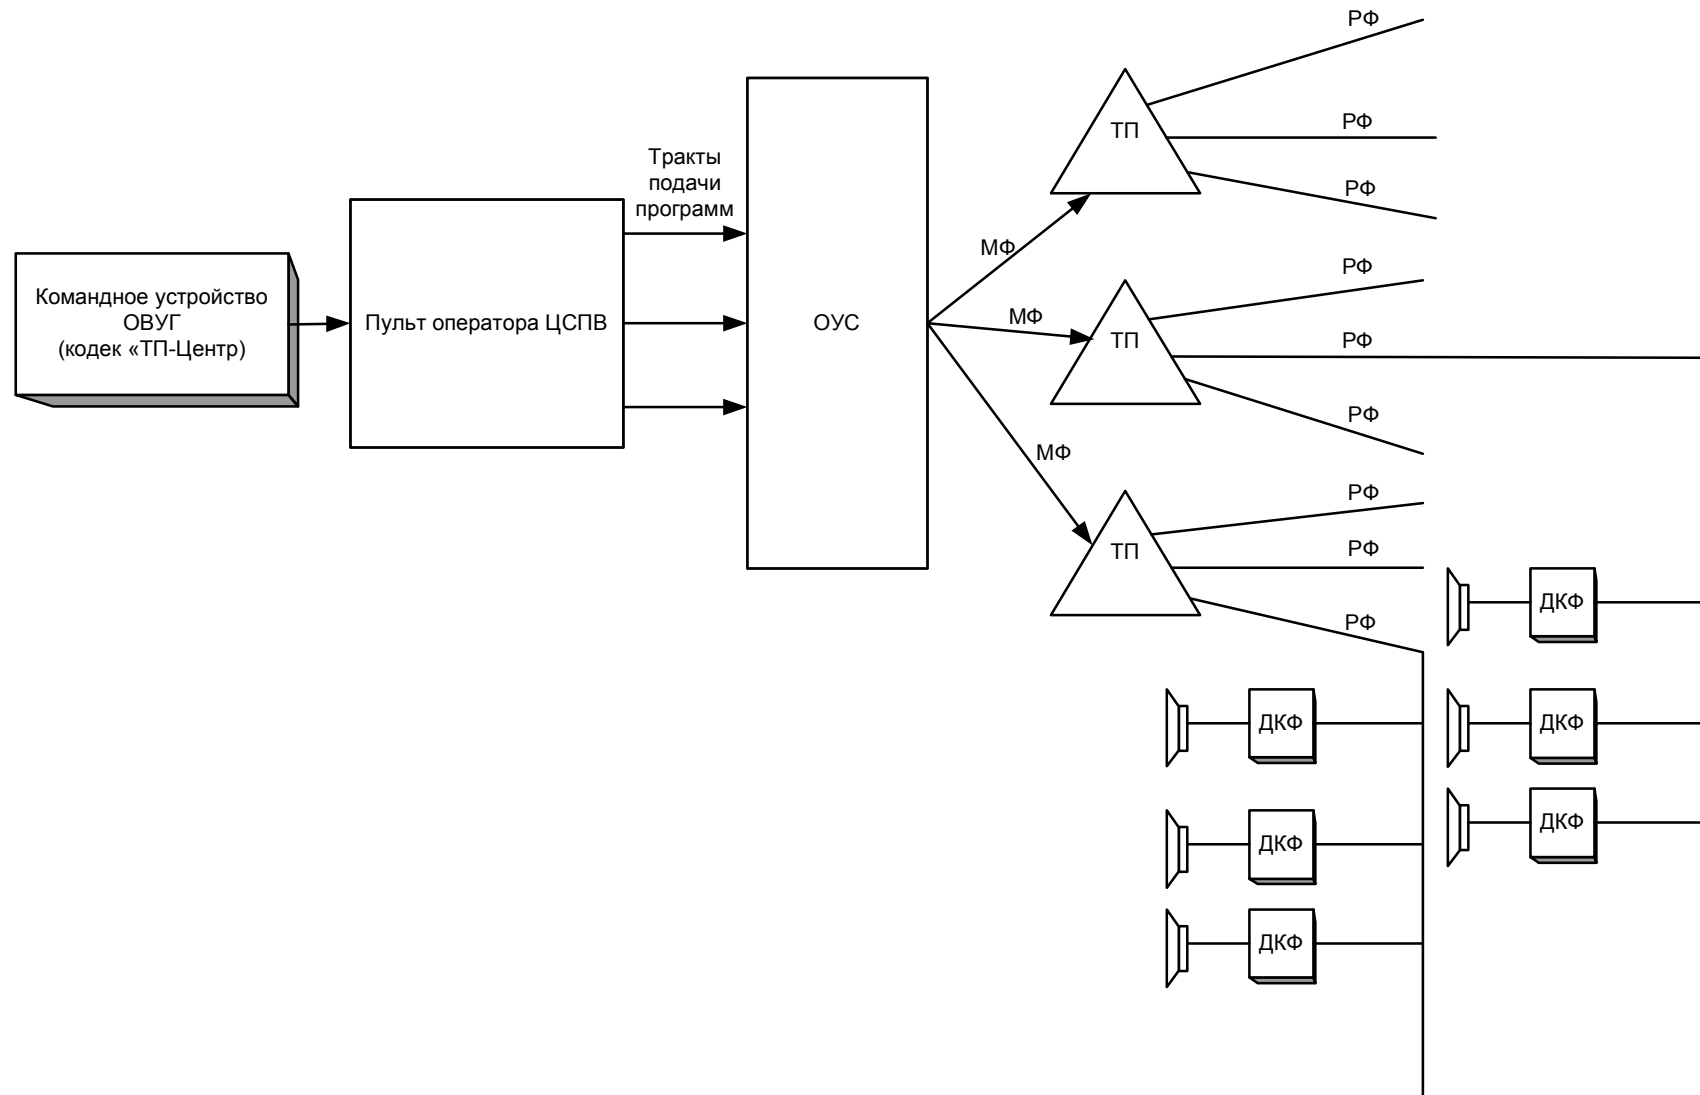 РФ
ТП
РФ
Тракты
подачи
программ
РФ
МФ
РФ
Командное устройство
ОВУГ
(кодек «ТП-Центр)
Пульт оператора ЦСПВ
ОУС
МФ
ТП
РФ
РФ
МФ
РФ
ТП
РФ
ДКФ
РФ
ДКФ
ДКФ
ДКФ
ДКФ
ДКФ